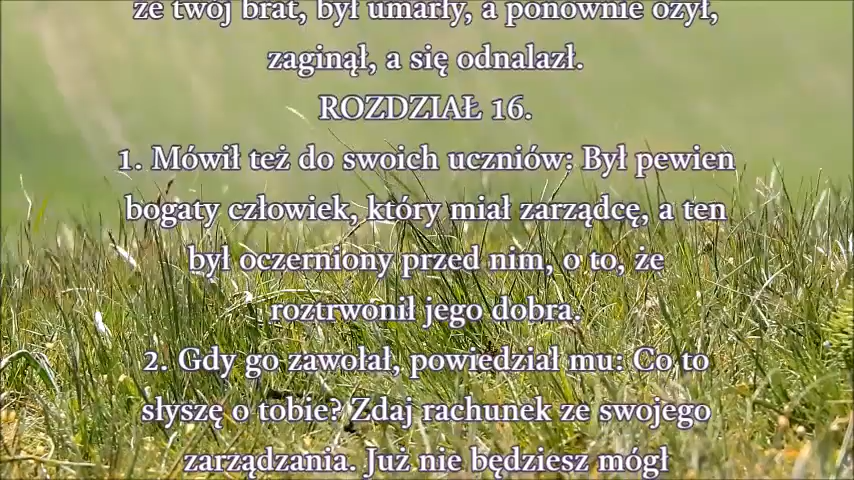 że twój brat, był umarły, a ponownie ożył,
zaginął, a się odnalazł.
ROZDZIAŁ 16.
1. Mówił też do swoich uczniów: Był pewien
bogaty człowiek, który miał zarządcę, a ten
był oczerniony przed nim, o to, że
roztrwonił jego dobra.
2. Gdy go zawołał, powiedział mu: Co to
słyszę o tobie? Zdaj rachunek ze swojego
zarządzania. Już nie będziesz mógł